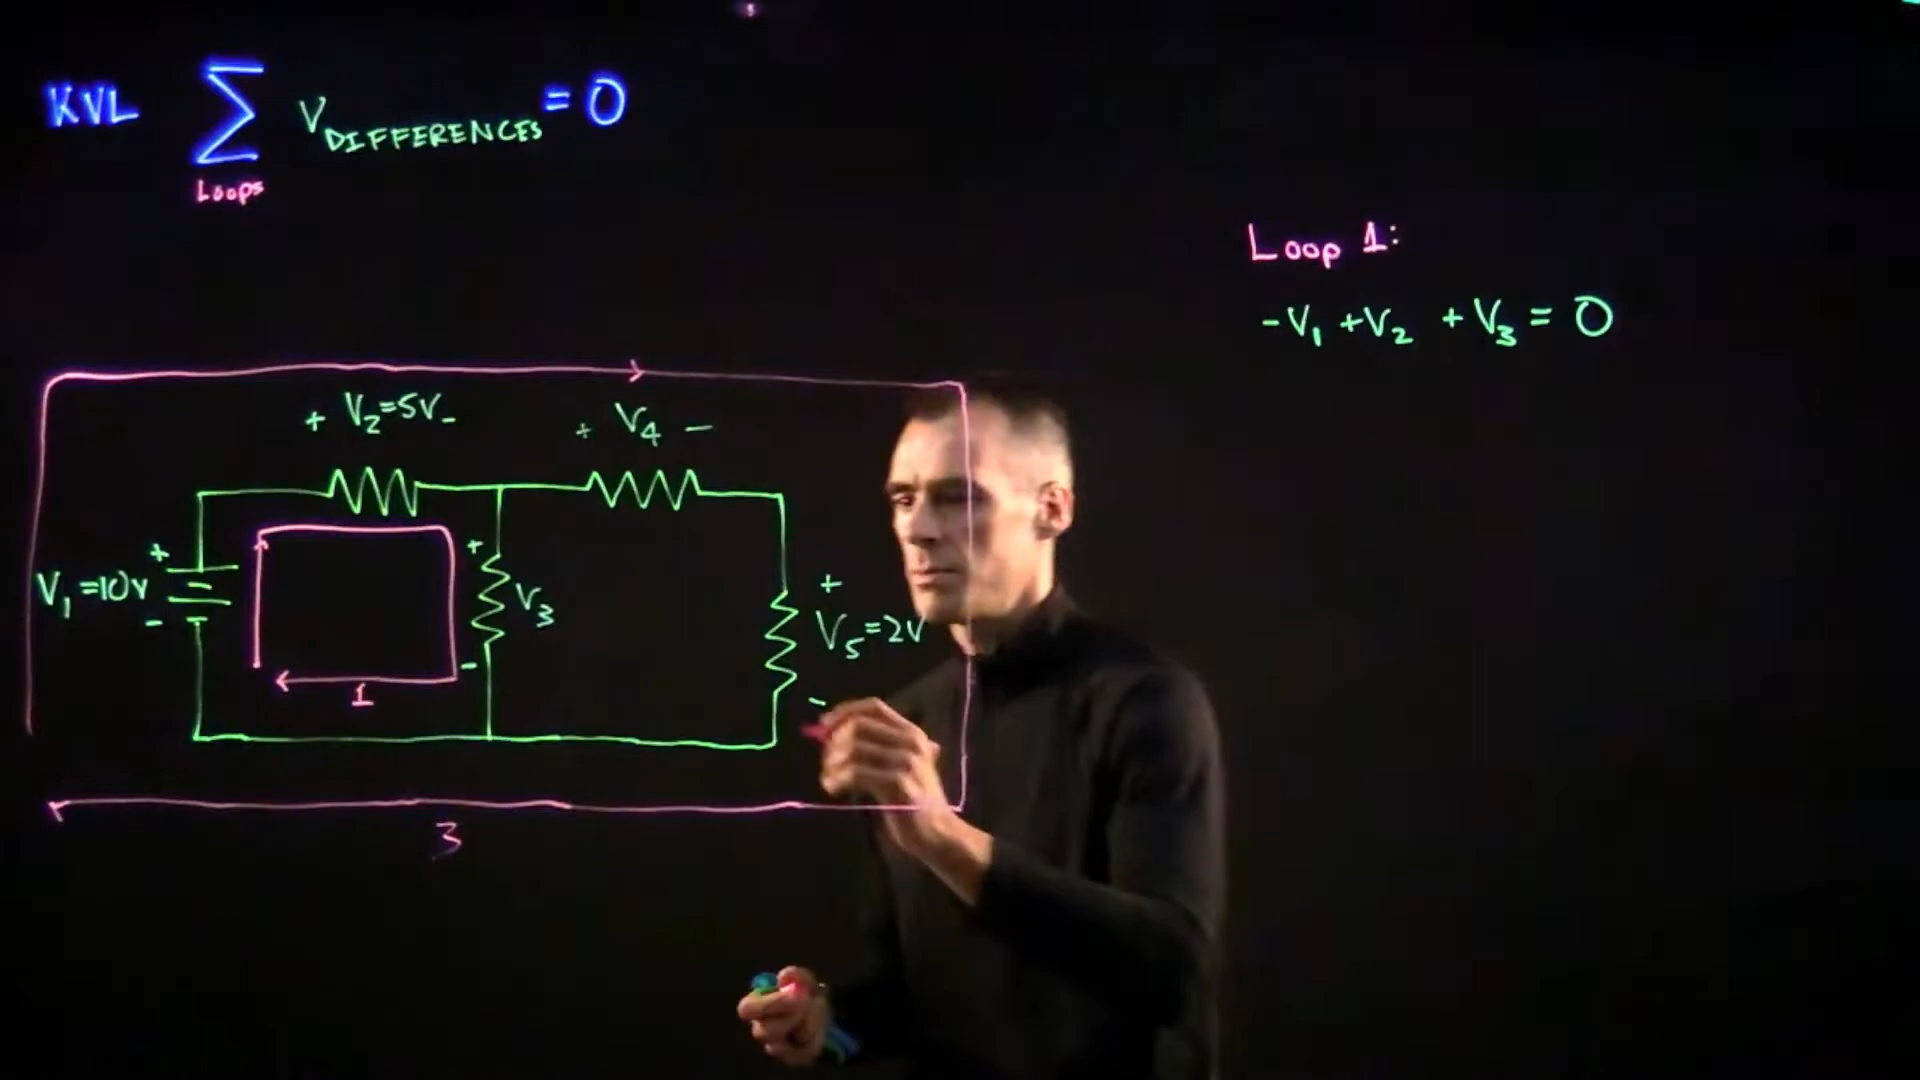 KVL ∑ V DIFFERENCES = 0
Loops
Loop 1:
-V₁ +V₂ +V₃ = 0
+ V₂=5V -
+ V₄ -
+
V₁=10V
-
+
V₃
-
+
V₅=2V
-
1
3